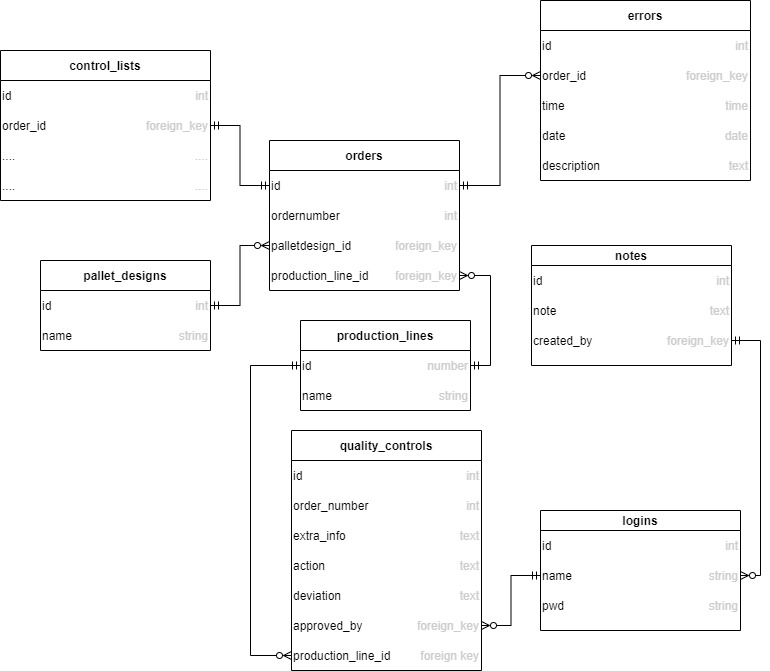 errors
id int
order_id foreign_key
time time
date date
description text
control_lists
id int
order_id foreign_key
.... ....
.... ....
orders
id int
ordernumber int
palletdesign_id foreign_key
production_line_id foreign_key
pallet_designs
id int
name string
notes
id int
note text
created_by foreign_key
production_lines
id number
name string
quality_controls
id int
order_number int
extra_info text
action text
deviation text
approved_by foreign_key
production_line_id foreign key
logins
id int
name string
pwd string